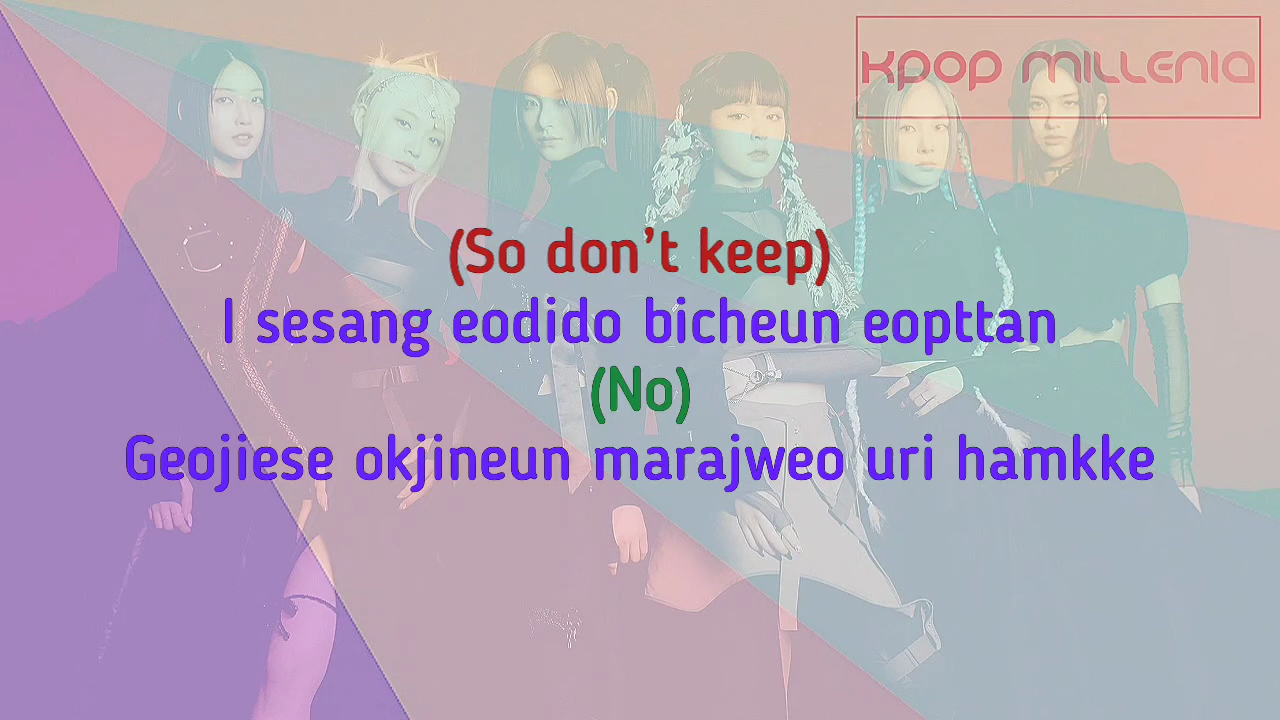 KPOP MILLENIA
(So don’t keep)
I sesang eodido bicheun eopttan
(No)
Geojiese okjineun marajweo uri hamkke